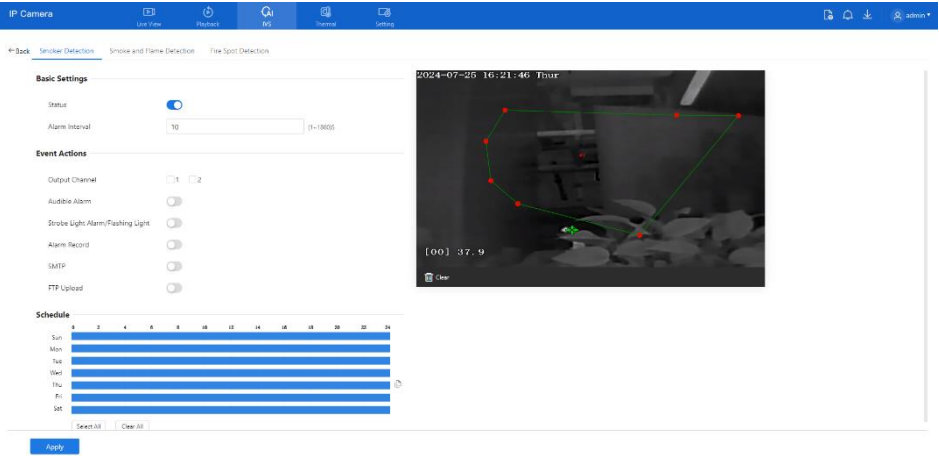 IP Camera
Live View
Playback
AI
IVS
Thermal
Setting
admin
Back Smoker Detection Smoke and Flame Detection Fire Spot Detection
Basic Settings
Status
Alarm Interval 10 (1~1800)S
Event Actions
Output Channel 1 2
Audible Alarm
Strobe Light Alarm/Flashing Light
Alarm Record
SMTP
FTP Upload
Schedule
0 2 4 6 8 10 12 14 16 18 20 22 24
Sun
Mon
Tue
Wed
Thu
Fri
Sat
Select All Clear All
Apply
2024-07-25 16:21:46 Thur
[00] 37.9
Clear